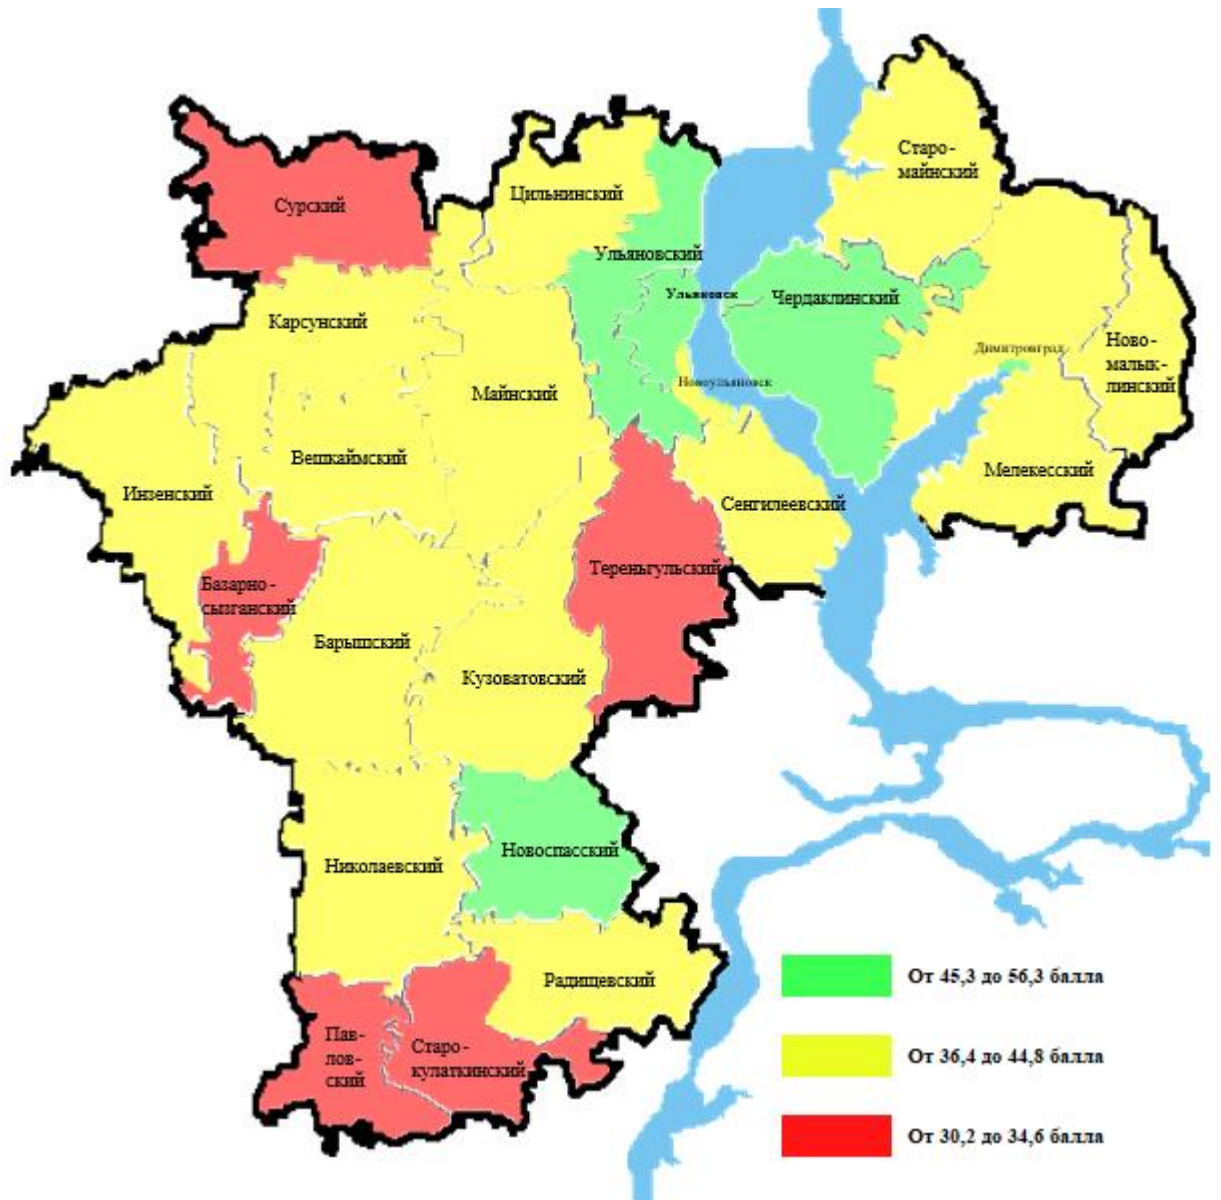 Старо-
майнский
Цильнинский
Сурский
Ульяновский
Ульяновск
Чердаклинский
Карсунский
Димитровград
Ново-
малык-
линский
Майнский
Новоульяновск
Вешкаймский
Мелекесский
Инзенский
Сенгилеевский
Тереньгульский
Базарно-
сызганский
Барышский
Кузоватовский
Новоспасский
Николаевский
Радищевский
Пав-
лов-
ский
Старо-
кулаткинский
От 45,3 до 56,3 балла
От 36,4 до 44,8 балла
От 30,2 до 34,6 балла